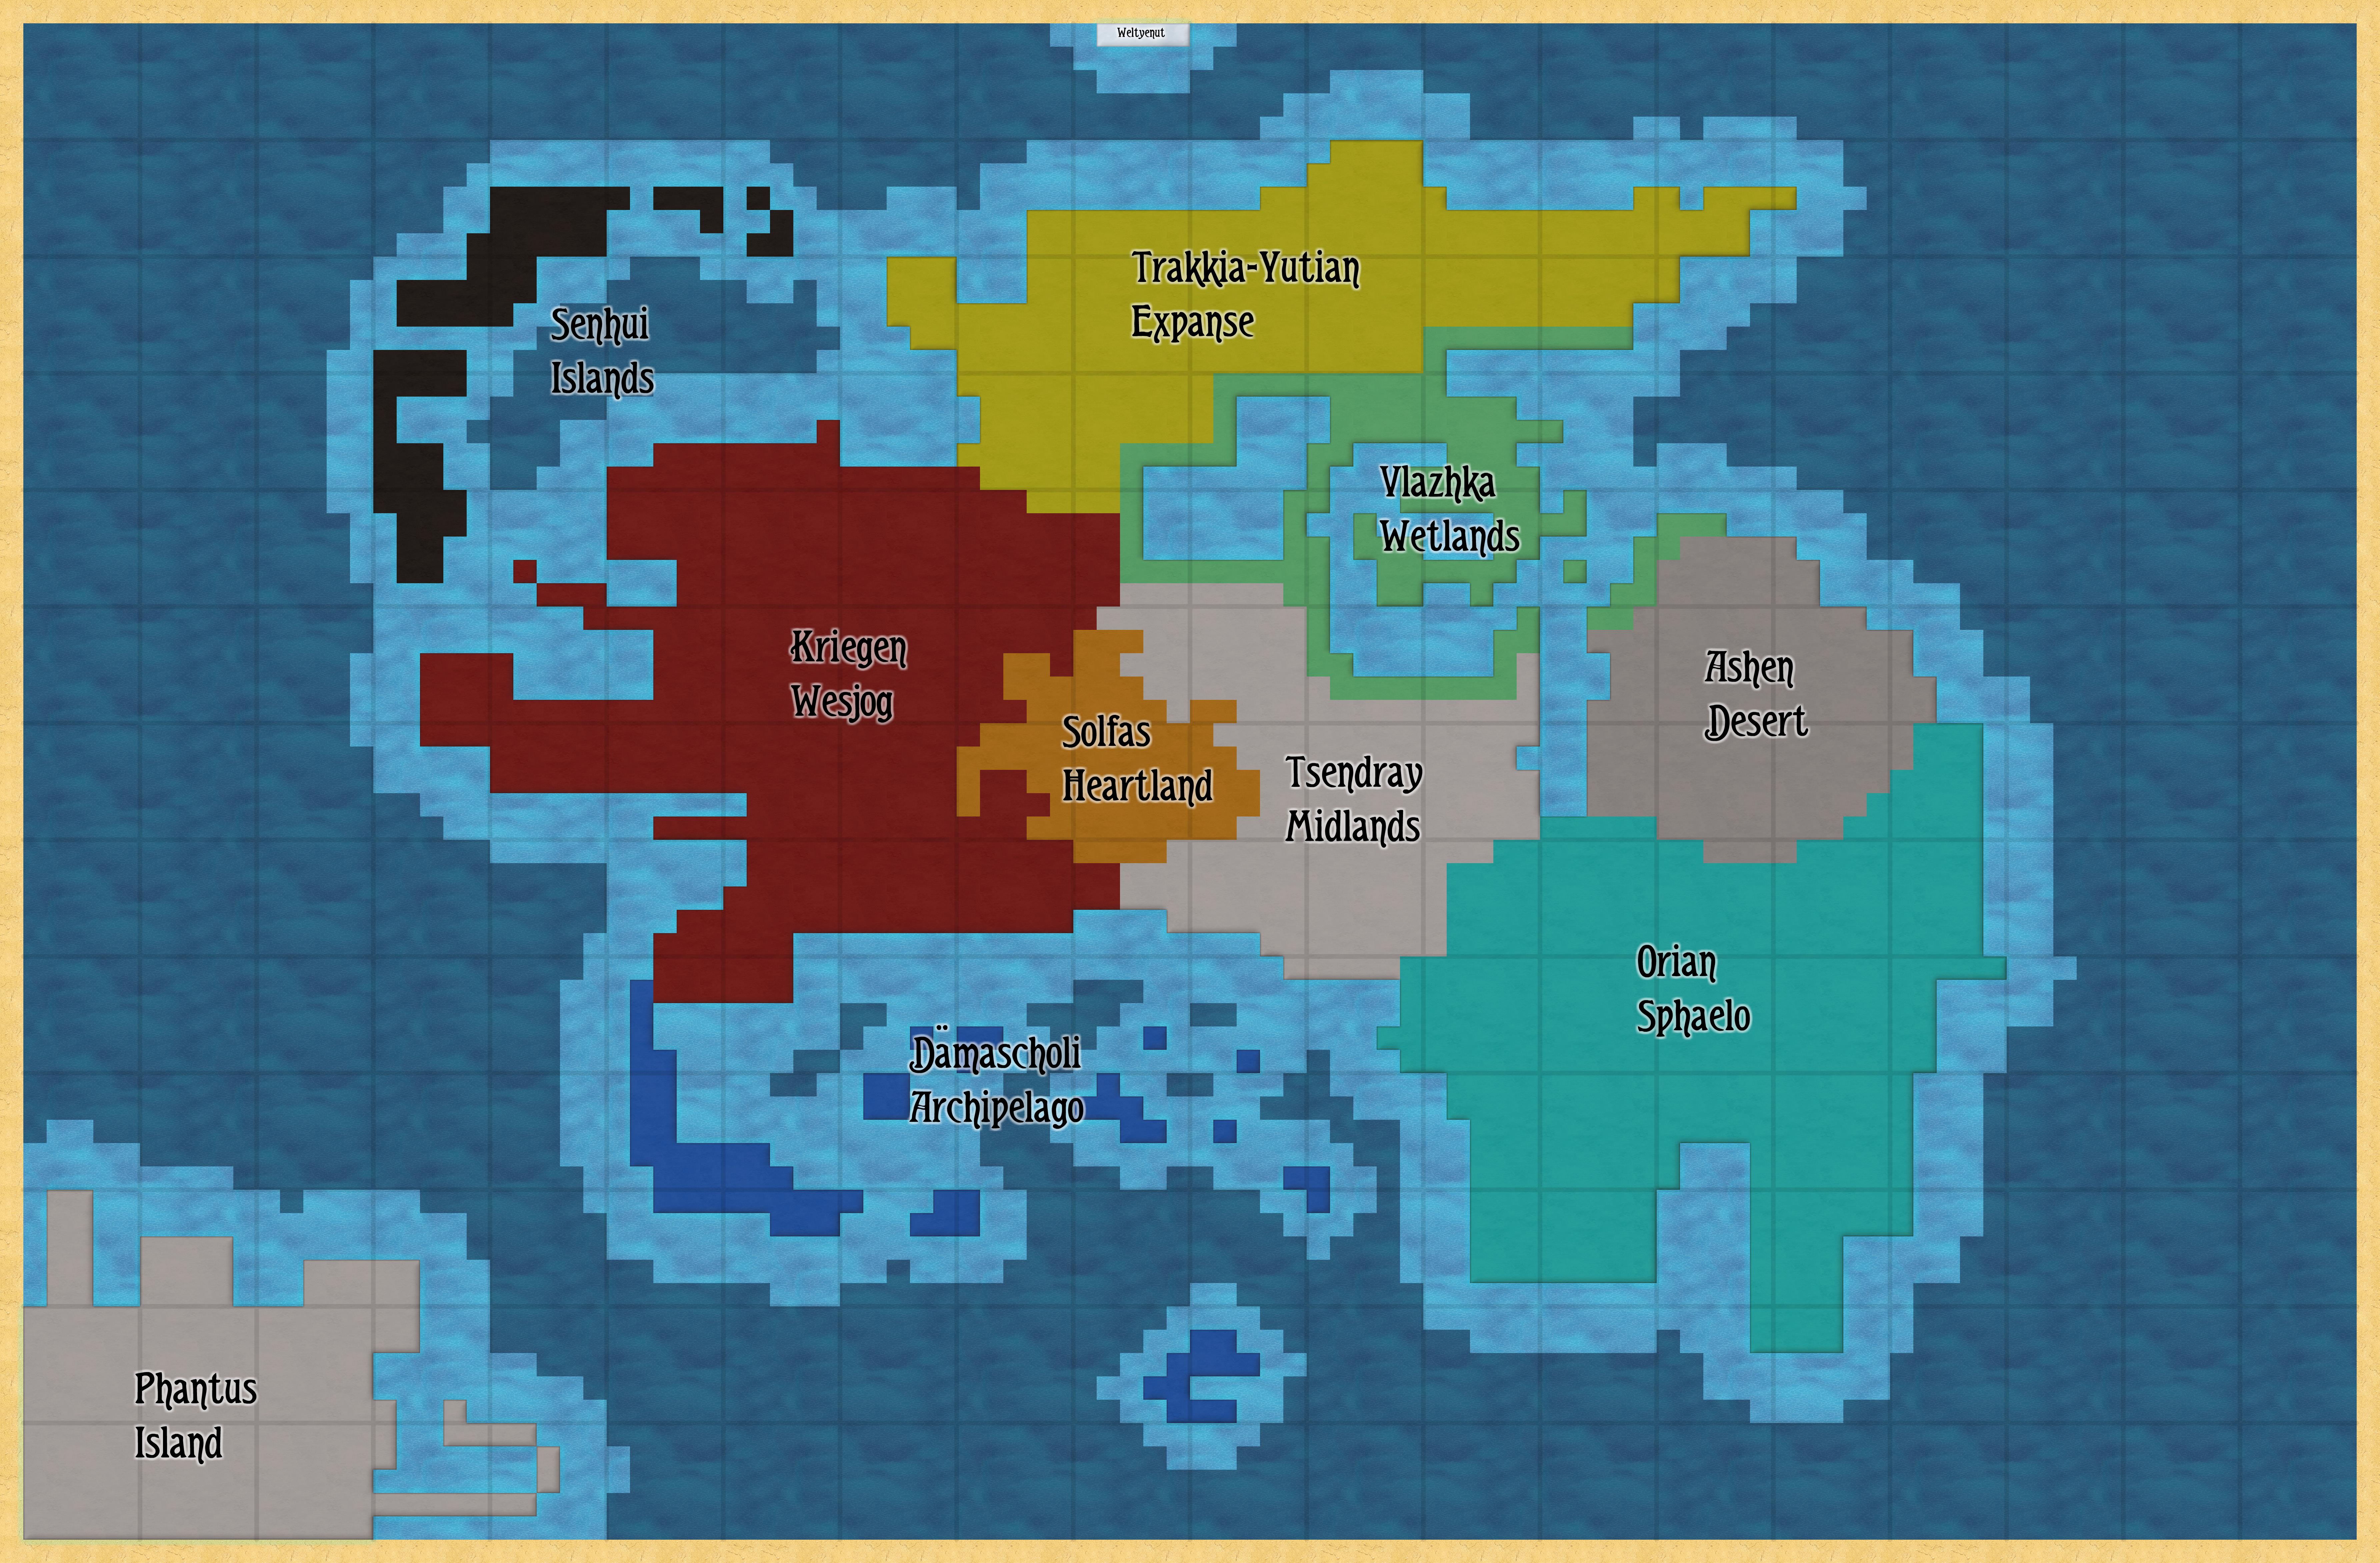 Weltyenut
Trakkia-Yutian
Expanse
Senhui
Islands
Vlazhka
Wetlands
Kriegen
Wesjog
Ashen
Desert
Solfas
Heartland
Tsendray
Midlands
Orian
Sphaelo
Dämascholi
Archipelago
Phantus
Island